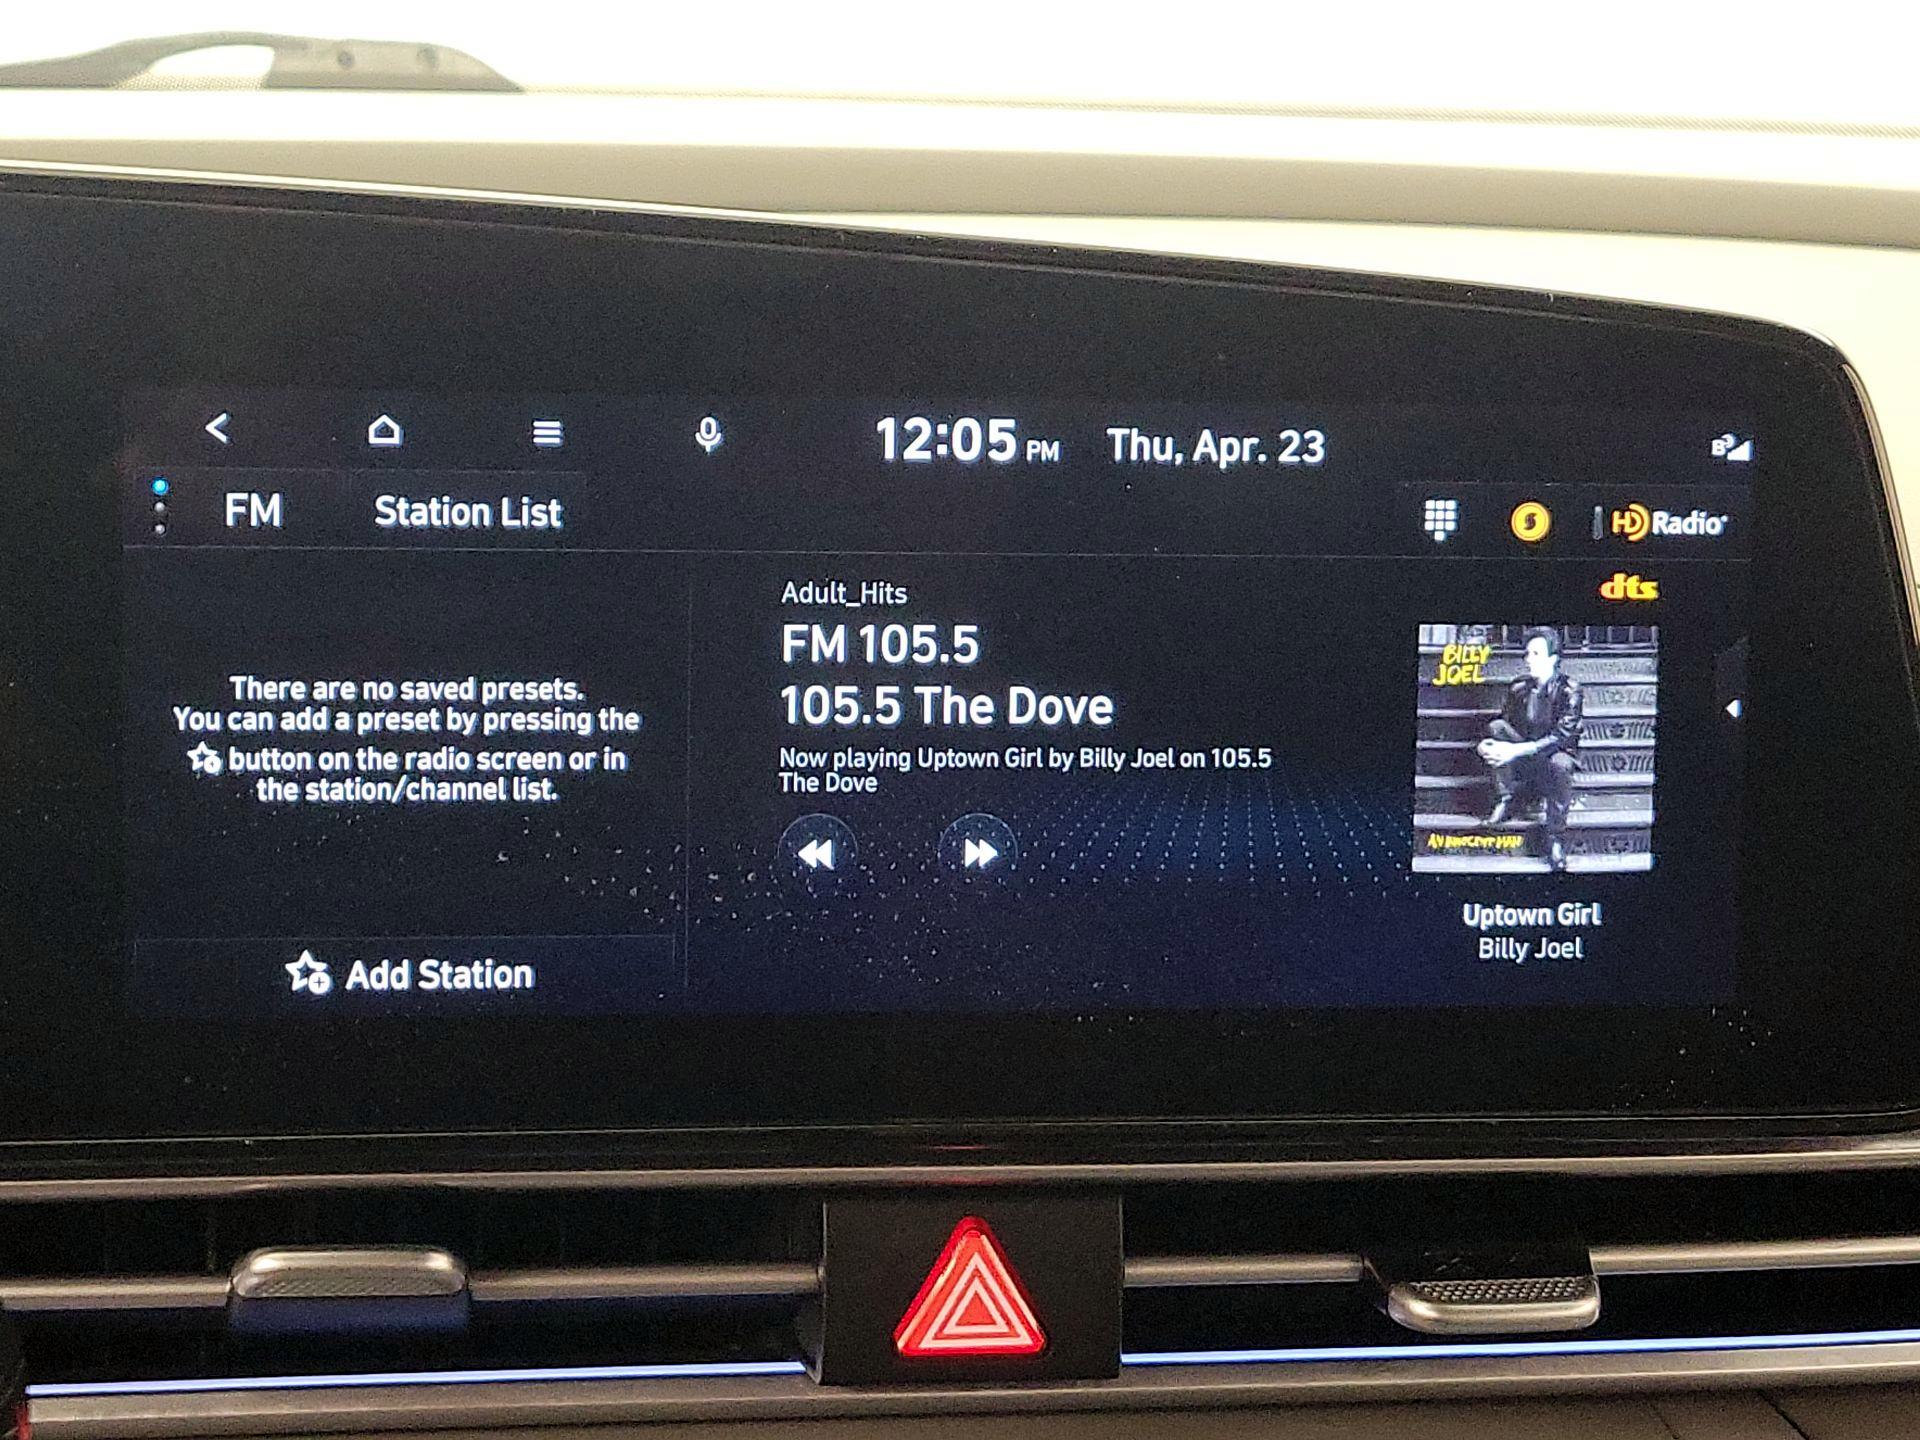 12:05 PM Thu, Apr. 23
FM Station List
HD Radio
Adult_Hits
dts
FM 105.5
105.5 The Dove
Now playing Uptown Girl by Billy Joel on 105.5
The Dove
There are no saved presets.
You can add a preset by pressing the
button on the radio screen or in
the station/channel list.
Add Station
BILLY
JOEL
AN INNOCENT MAN
Uptown Girl
Billy Joel